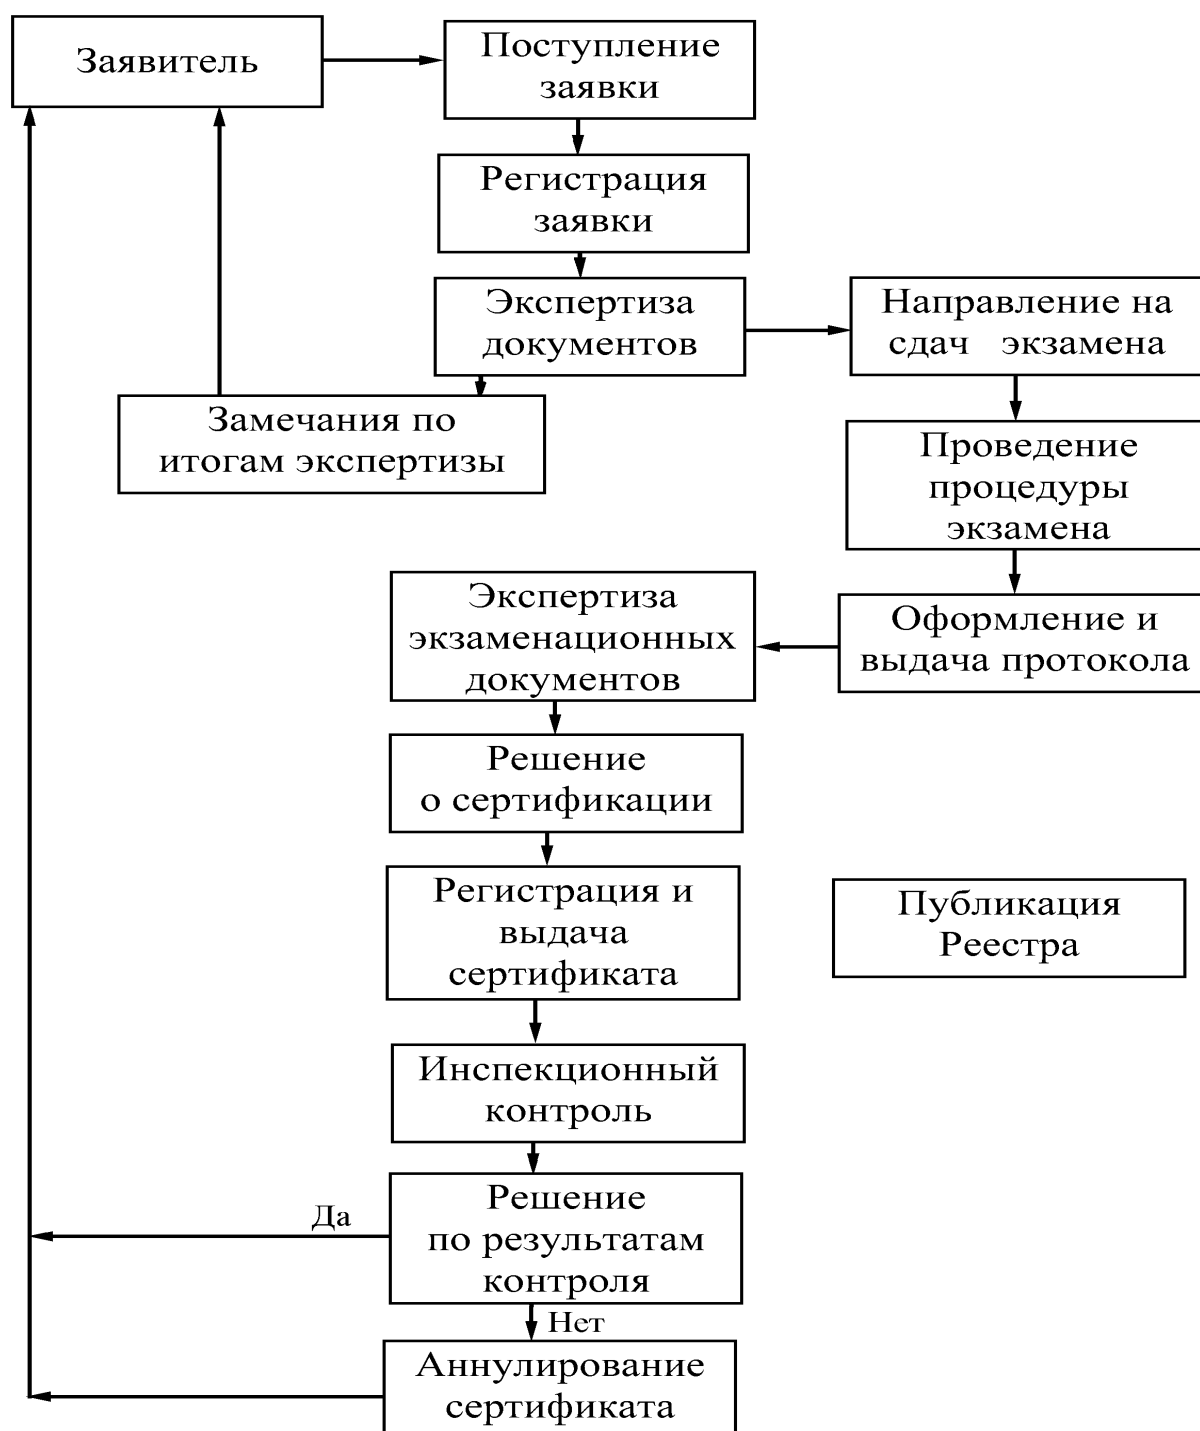 Заявитель
Поступление
заявки
Регистрация
заявки
Экспертиза
документов
Направление на
сдач экзамена
Замечания по
итогам экспертизы
Проведение
процедуры
экзамена
Оформление и
выдача протокола
Экспертиза
экзаменационных
документов
Решение
о сертификации
Регистрация и
выдача
сертификата
Публикация
Реестра
Инспекционный
контроль
Решение
по результатам
контроля
Да
Нет
Аннулирование
сертификата